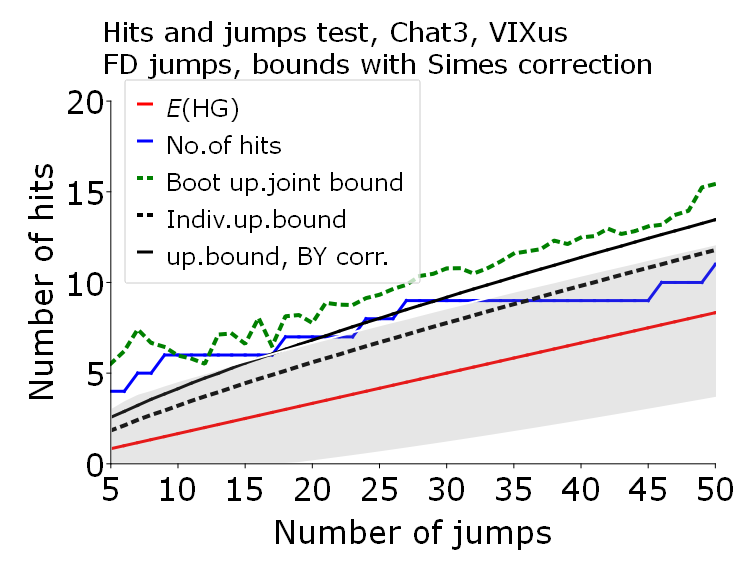 Hits and jumps test, Chat3, VIXus
FD jumps, bounds with Simes correction
E(HG)
No.of hits
Boot up.joint bound
Indiv.up.bound
up.bound, BY corr.
Number of hits
20
15
10
5
0
5 10 15 20 25 30 35 40 45 50
Number of jumps